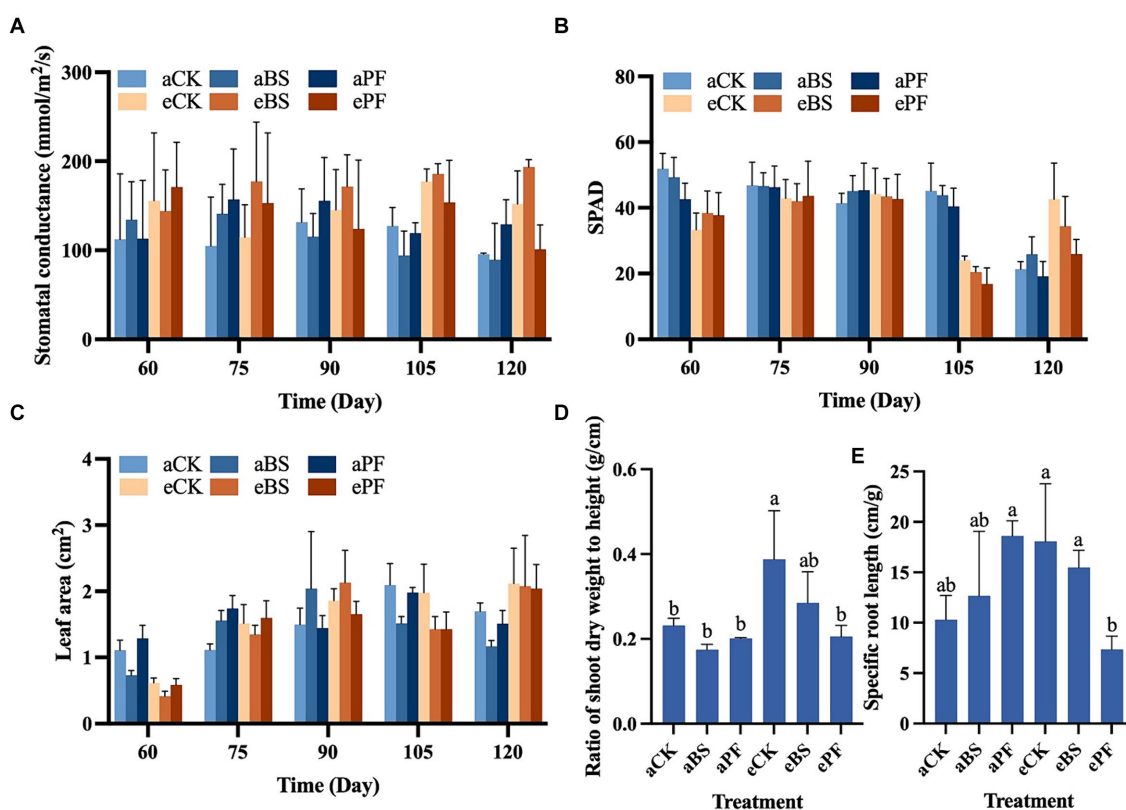 A
aCK aBS aPF
eCK eBS ePF
Stomatal conductance (mmol/m²/s)
300
200
100
0
60 75 90 105 120
Time (Day)
B
aCK aBS aPF
eCK eBS ePF
SPAD
80
60
40
20
0
60 75 90 105 120
Time (Day)
C
aCK aBS aPF
eCK eBS ePF
Leaf area (cm²)
4
3
2
1
0
60 75 90 105 120
Time (Day)
D
Ratio of shoot dry weight to height (g/cm)
0.6
0.4
0.2
0.0
b b b a ab b
aCK aBS aPF eCK eBS ePF
Treatment
E
Specific root length (cm/g)
25
20
15
10
5
0
ab ab a a a b
aCK aBS aPF eCK eBS ePF
Treatment